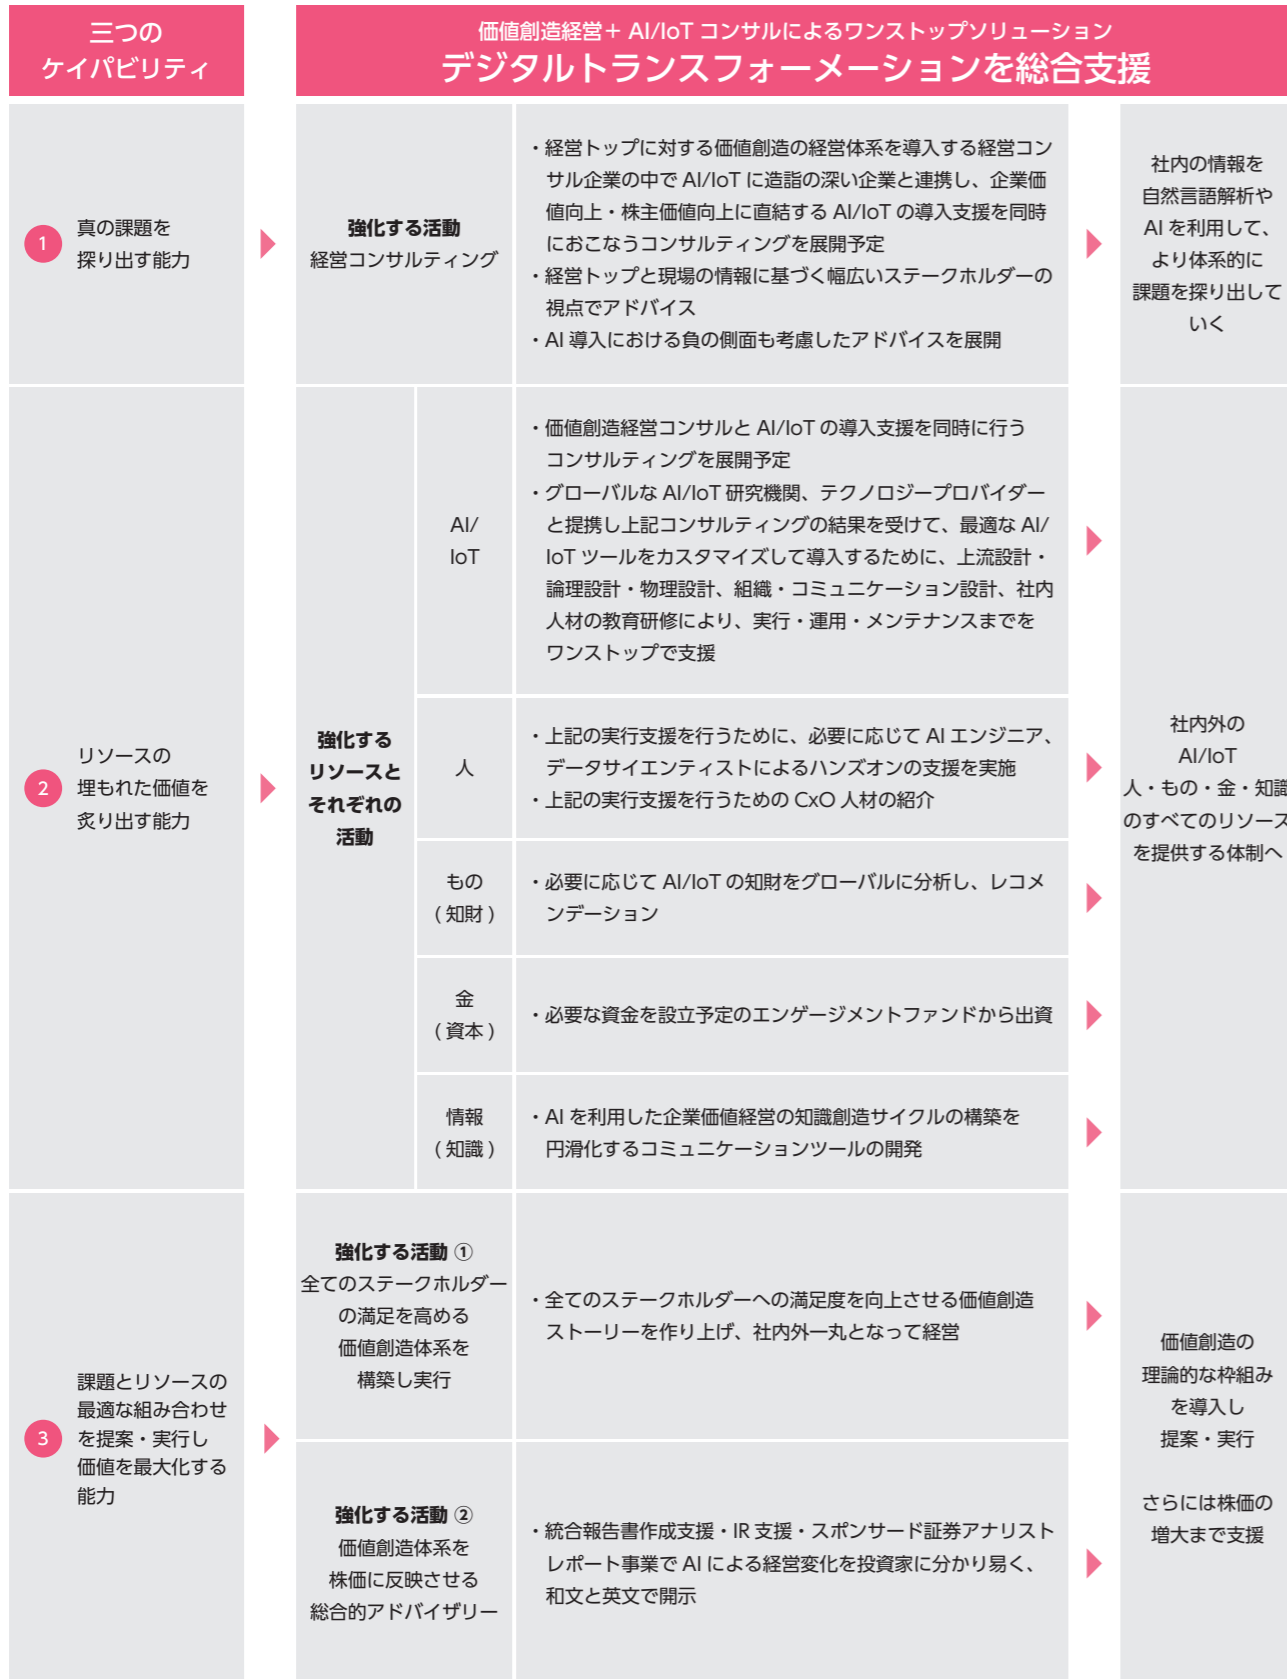 三つの
ケイパビリティ
価値創造経営＋ AI/IoT コンサルによるワンストップソリューション
デジタルトランスフォーメーションを総合支援
1
真の課題を
探り出す能力
強化する活動
経営コンサルティング
・経営トップに対する価値創造の経営体系を導入する経営コン
サル企業の中で AI/IoT に造詣の深い企業と連携し、企業価
値向上・株主価値向上に直結する AI/IoT の導入支援を同時
におこなうコンサルティングを展開予定
・経営トップと現場の情報に基づく幅広いステークホルダーの
視点でアドバイス
・AI 導入における負の側面も考慮したアドバイスを展開
社内の情報を
自然言語解析や
AI を利用して、
より体系的に
課題を探り出して
いく
2
リソースの
埋もれた価値を
炙り出す能力
強化する
リソースと
それぞれの
活動
AI/
IoT
・価値創造経営コンサルと AI/IoT の導入支援を同時に行う
コンサルティングを展開予定
・グローバルな AI/IoT 研究機関、テクノロジープロバイダー
と提携し上記コンサルティングの結果を受けて、最適な AI/
IoT ツールをカスタマイズして導入するために、上流設計・
論理設計・物理設計、組織・コミュニケーション設計、社内
人材の教育研修により、実行・運用・メンテナンスまでを
ワンストップで支援
人
・上記の実行支援を行うために、必要に応じて AI エンジニア、
データサイエンティストによるハンズオンの支援を実施
・上記の実行支援を行うための CxO 人材の紹介
もの
( 知財 )
・必要に応じて AI/IoT の知財をグローバルに分析し、レコメ
ンデーション
金
( 資本 )
・必要な資金を設立予定のエンゲージメントファンドから出資
情報
( 知識 )
・AI を利用した企業価値経営の知識創造サイクルの構築を
円滑化するコミュニケーションツールの開発
社内外の
AI/IoT
人・もの・金・知識
のすべてのリソース
を提供する体制へ
3
課題とリソースの
最適な組み合わせ
を提案・実行し
価値を最大化する
能力
強化する活動 ①
全てのステークホルダー
の満足を高める
価値創造体系を
構築し実行
・全てのステークホルダーへの満足度を向上させる価値創造
ストーリーを作り上げ、社内外一丸となって経営
強化する活動 ②
価値創造体系を
株価に反映させる
総合的アドバイザリー
・統合報告書作成支援・IR 支援・スポンサード証券アナリスト
レポート事業で AI による経営変化を投資家に分かり易く、
和文と英文で開示
価値創造の
理論的な枠組み
を導入し
提案・実行
さらには株価の
増大まで支援